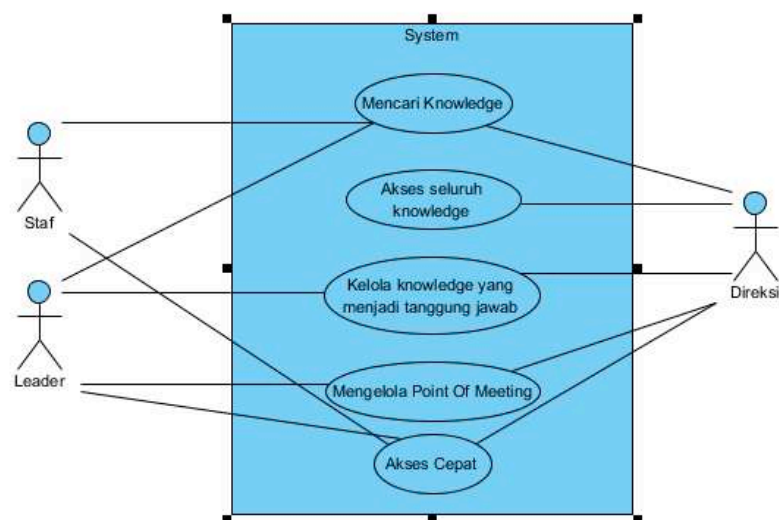 System
Mencari Knowledge
Akses seluruh
knowledge
Staf
Kelola knowledge yang
menjadi tanggung jawab
Direksi
Leader
Mengelola Point Of Meeting
Akses Cepat